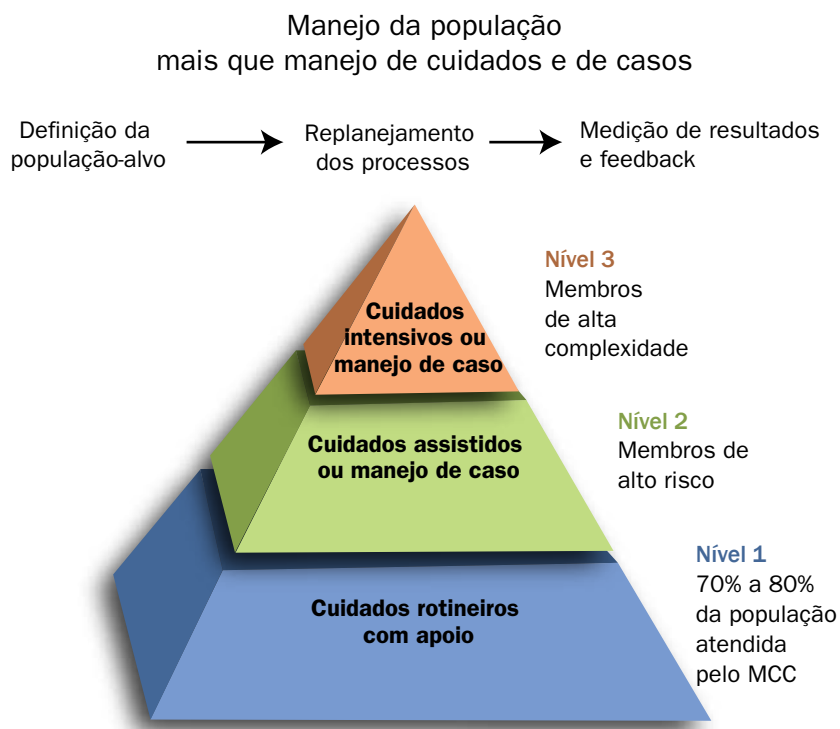 Manejo da população
mais que manejo de cuidados e de casos
Definição da
população-alvo
Replanejamento
dos processos
Medição de resultados
e feedback
Nível 3
Membros
de alta
complexidade
Cuidados
intensivos ou
manejo de caso
Nível 2
Membros de
alto risco
Cuidados assistidos
ou manejo de caso
Nível 1
70% a 80%
da população
atendida
pelo MCC
Cuidados rotineiros
com apoio